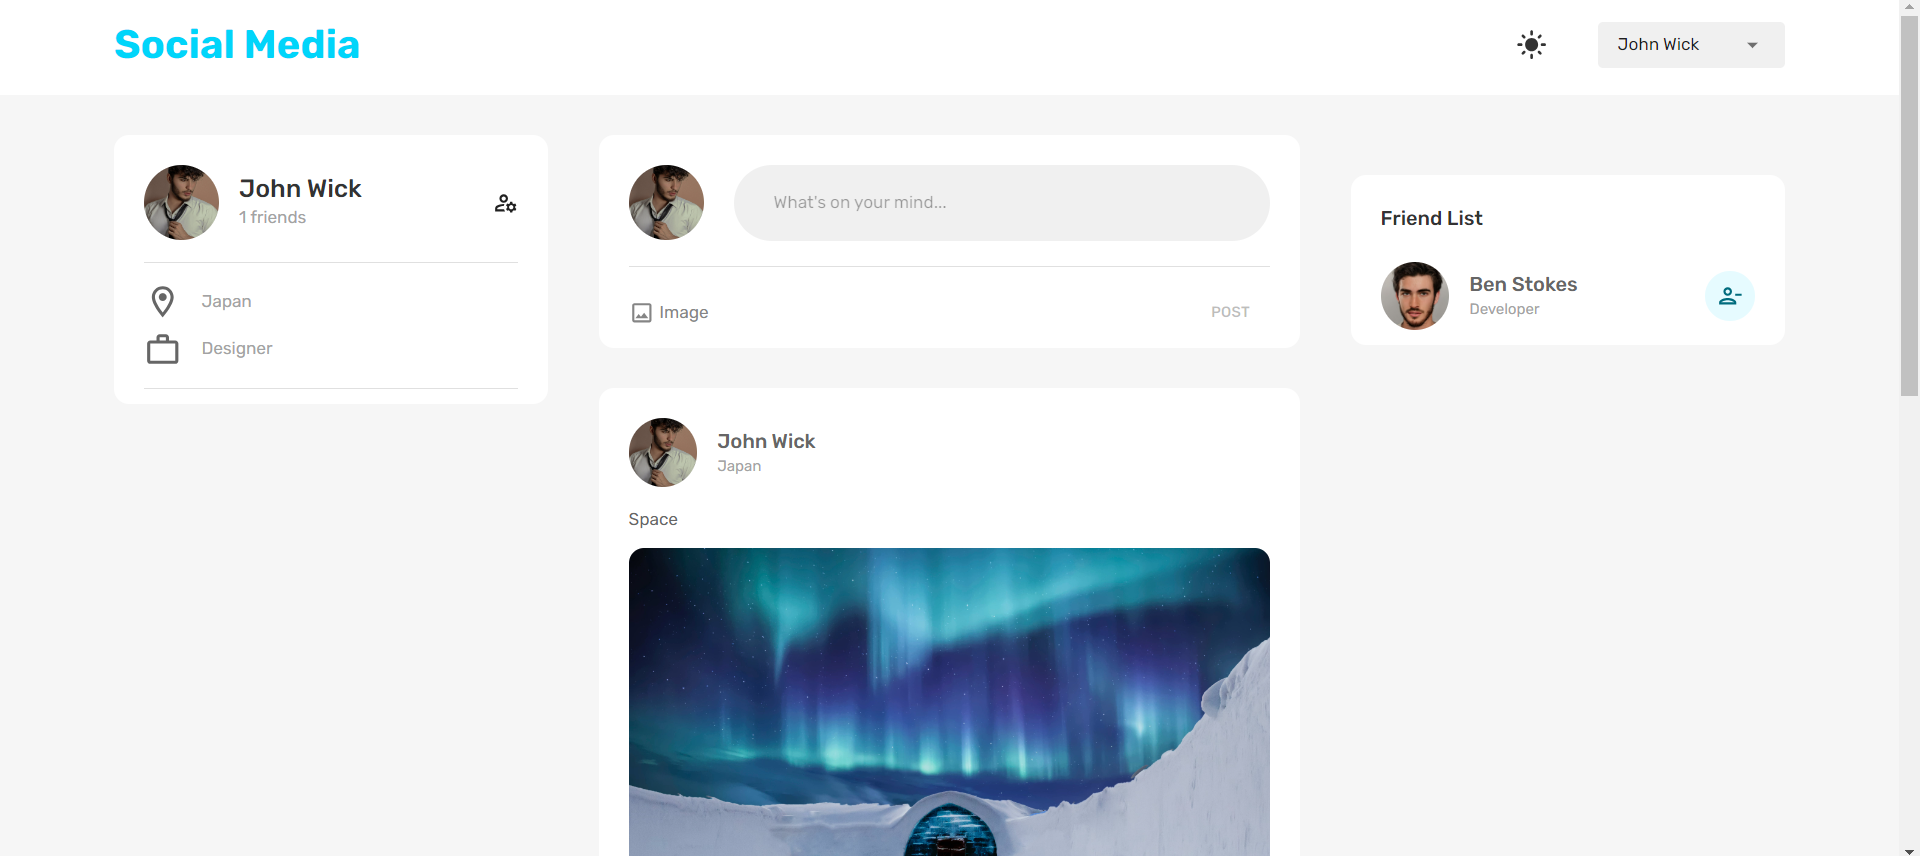 Social Media
John Wick
John Wick
1 friends
Japan
Designer
What's on your mind...
Image
POST
John Wick
Japan
Space
Friend List
Ben Stokes
Developer